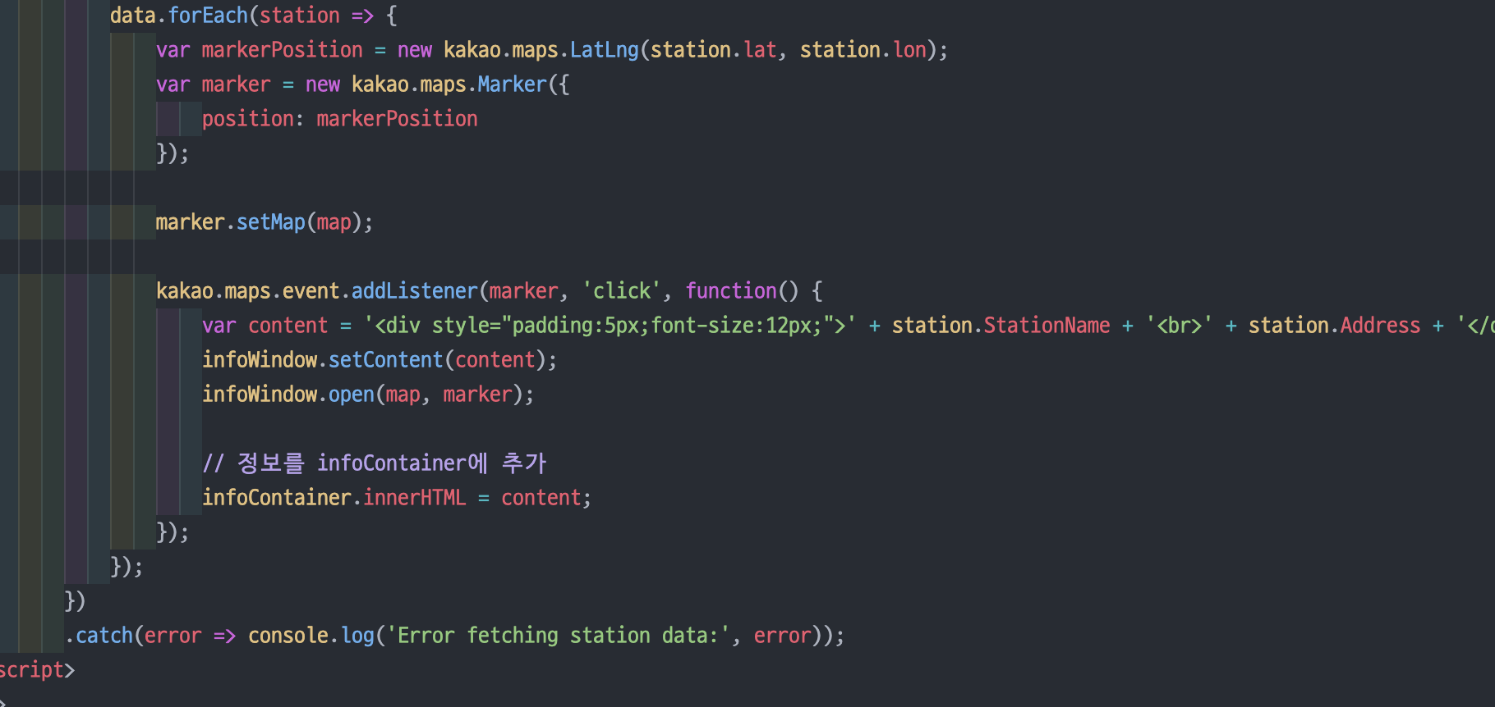 data.forEach(station => {
var markerPosition = new kakao.maps.LatLng(station.lat, station.lon);
var marker = new kakao.maps.Marker({
position: markerPosition
});
marker.setMap(map);
kakao.maps.event.addListener(marker, 'click', function() {
var content = '<div style="padding:5px;font-size:12px;">' + station.StationName + '<br>' + station.Address + '</
infoWindow.setContent(content);
infoWindow.open(map, marker);
// 정보를 infoContainer에 추가
infoContainer.innerHTML = content;
});
});
})
.catch(error => console.log('Error fetching station data:', error));
script>
>